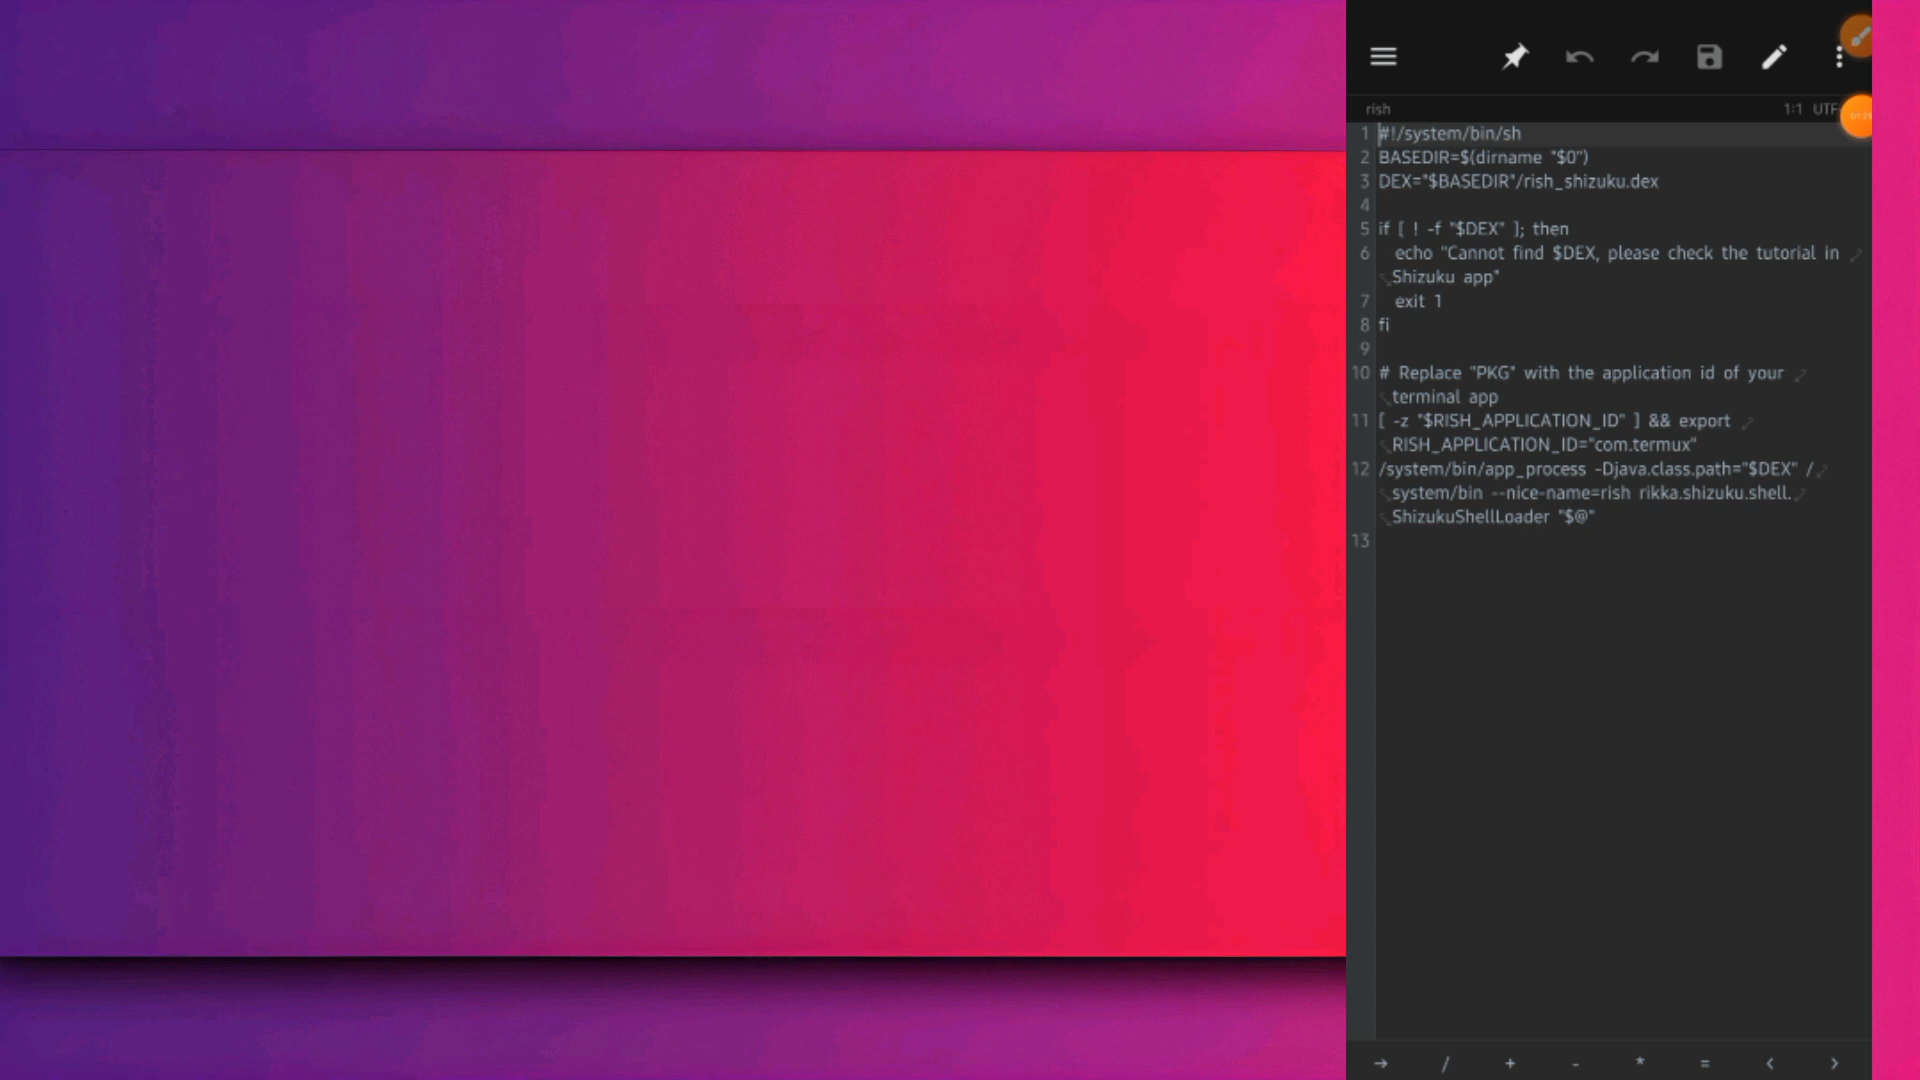 rish 1:1 UTF
1 #!/system/bin/sh
2 BASEDIR=$(dirname "$0")
3 DEX="$BASEDIR"/rish_shizuku.dex
4
5 if [ ! -f "$DEX" ]; then
6 echo "Cannot find $DEX, please check the tutorial in
Shizuku app"
7 exit 1
8 fi
9
10 # Replace "PKG" with the application id of your
terminal app
11 [ -z "$RISH_APPLICATION_ID" ] && export
RISH_APPLICATION_ID="com.termux"
12 /system/bin/app_process -Djava.class.path="$DEX" /
system/bin --nice-name=rish rikka.shizuku.shell.
ShizukuShellLoader "$@"
13
→ / + - * = < >